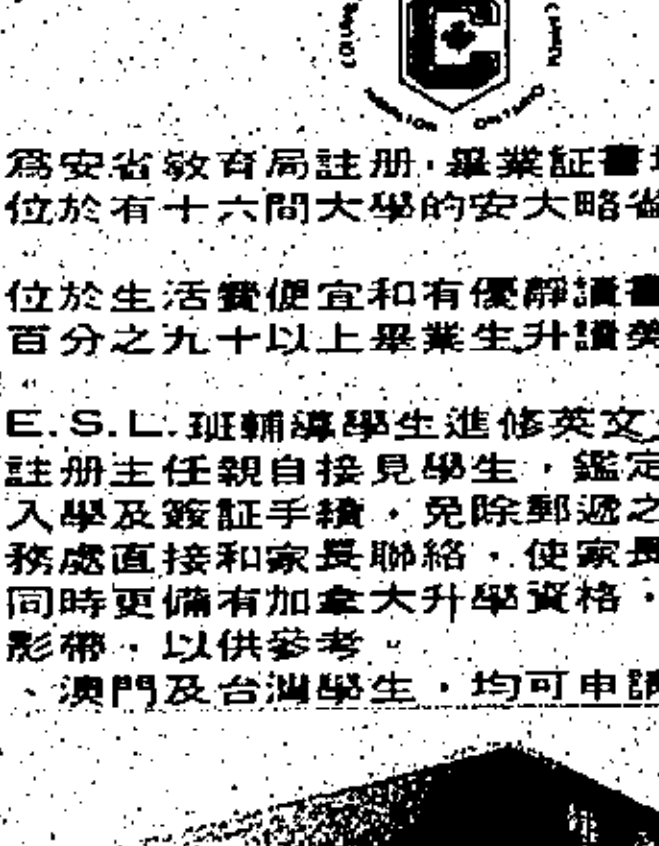 HAMILTON ONTARIO
為安省敎育局註册，畢業証書
位於有十六間大學的安大略省
位於生活費便宜和有優靜讀書
百分之九十以上畢業生升讀
E.S.L.班輔導學生進修英文
註册主任親自接見學生，鑑定
入學及簽証手續，免除郵遞之
務處直接和家長聯絡，使家長
同時更備有加拿大升學資格，
影帶，以供參考。
、澳門及台灣學生，均可申請